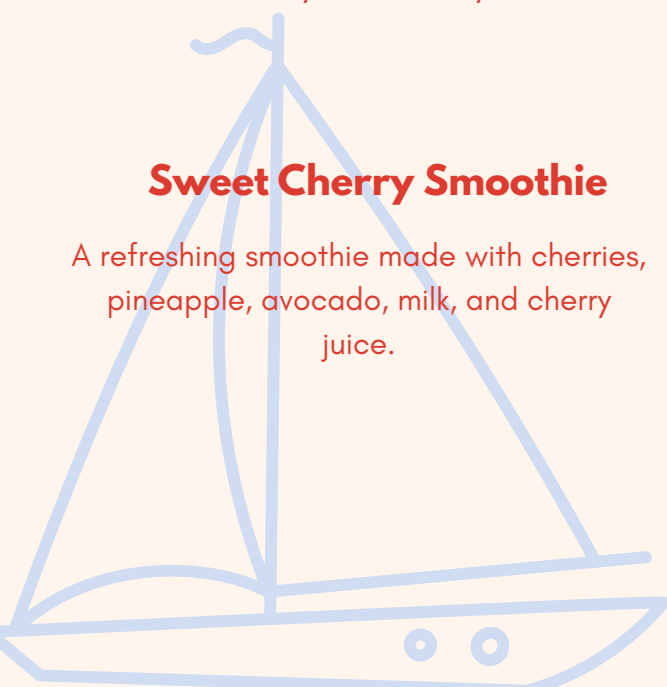 Sweet Cherry Smoothie
A refreshing smoothie made with cherries,
pineapple, avocado, milk, and cherry
juice.